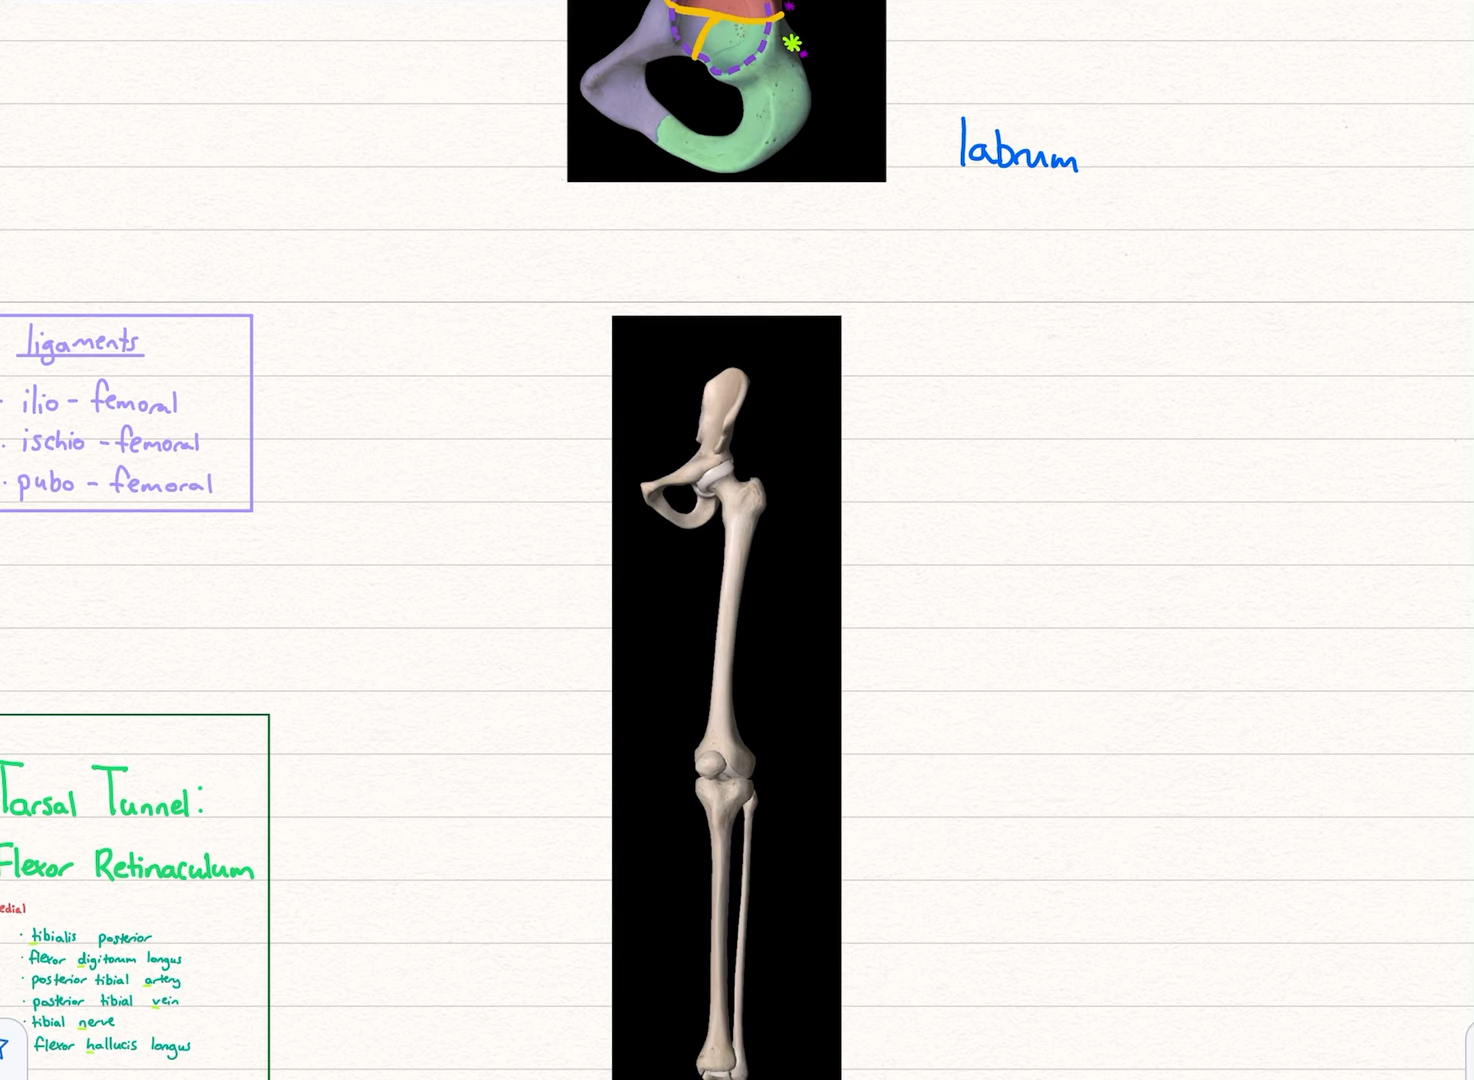 labrum
ligaments
· ilio - femoral
· ischio - femoral
· pubo - femoral
Tarsal Tunnel:
Flexor Retinaculum
· tibialis posterior
· flexor digitorum longus
· posterior tibial artery
· posterior tibial vein
· tibial nerve
flexor hallucis longus